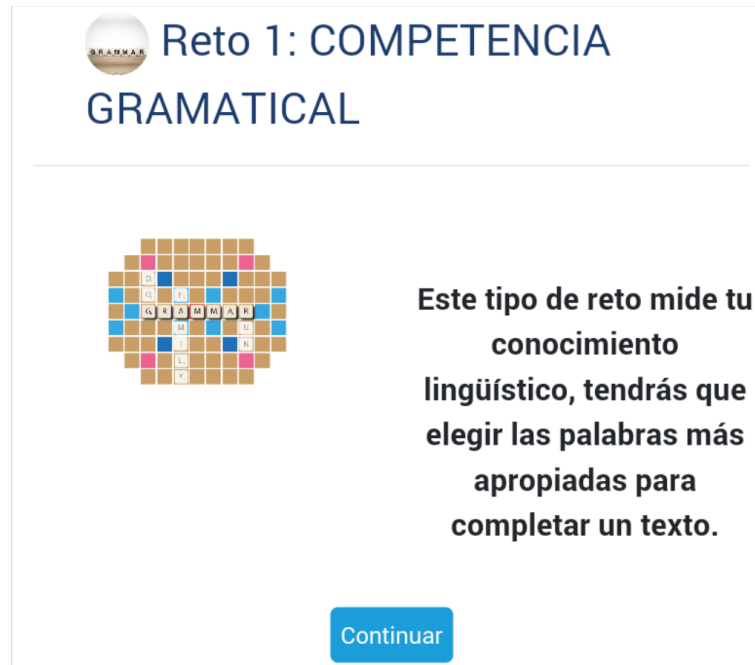 GRAMMAR
Reto 1: COMPETENCIA
GRAMATICAL
D
O
F
GRAMMAR
M
U
I
N
L
Y
Este tipo de reto mide tu
conocimiento
lingüístico, tendrás que
elegir las palabras más
apropiadas para
completar un texto.
Continuar